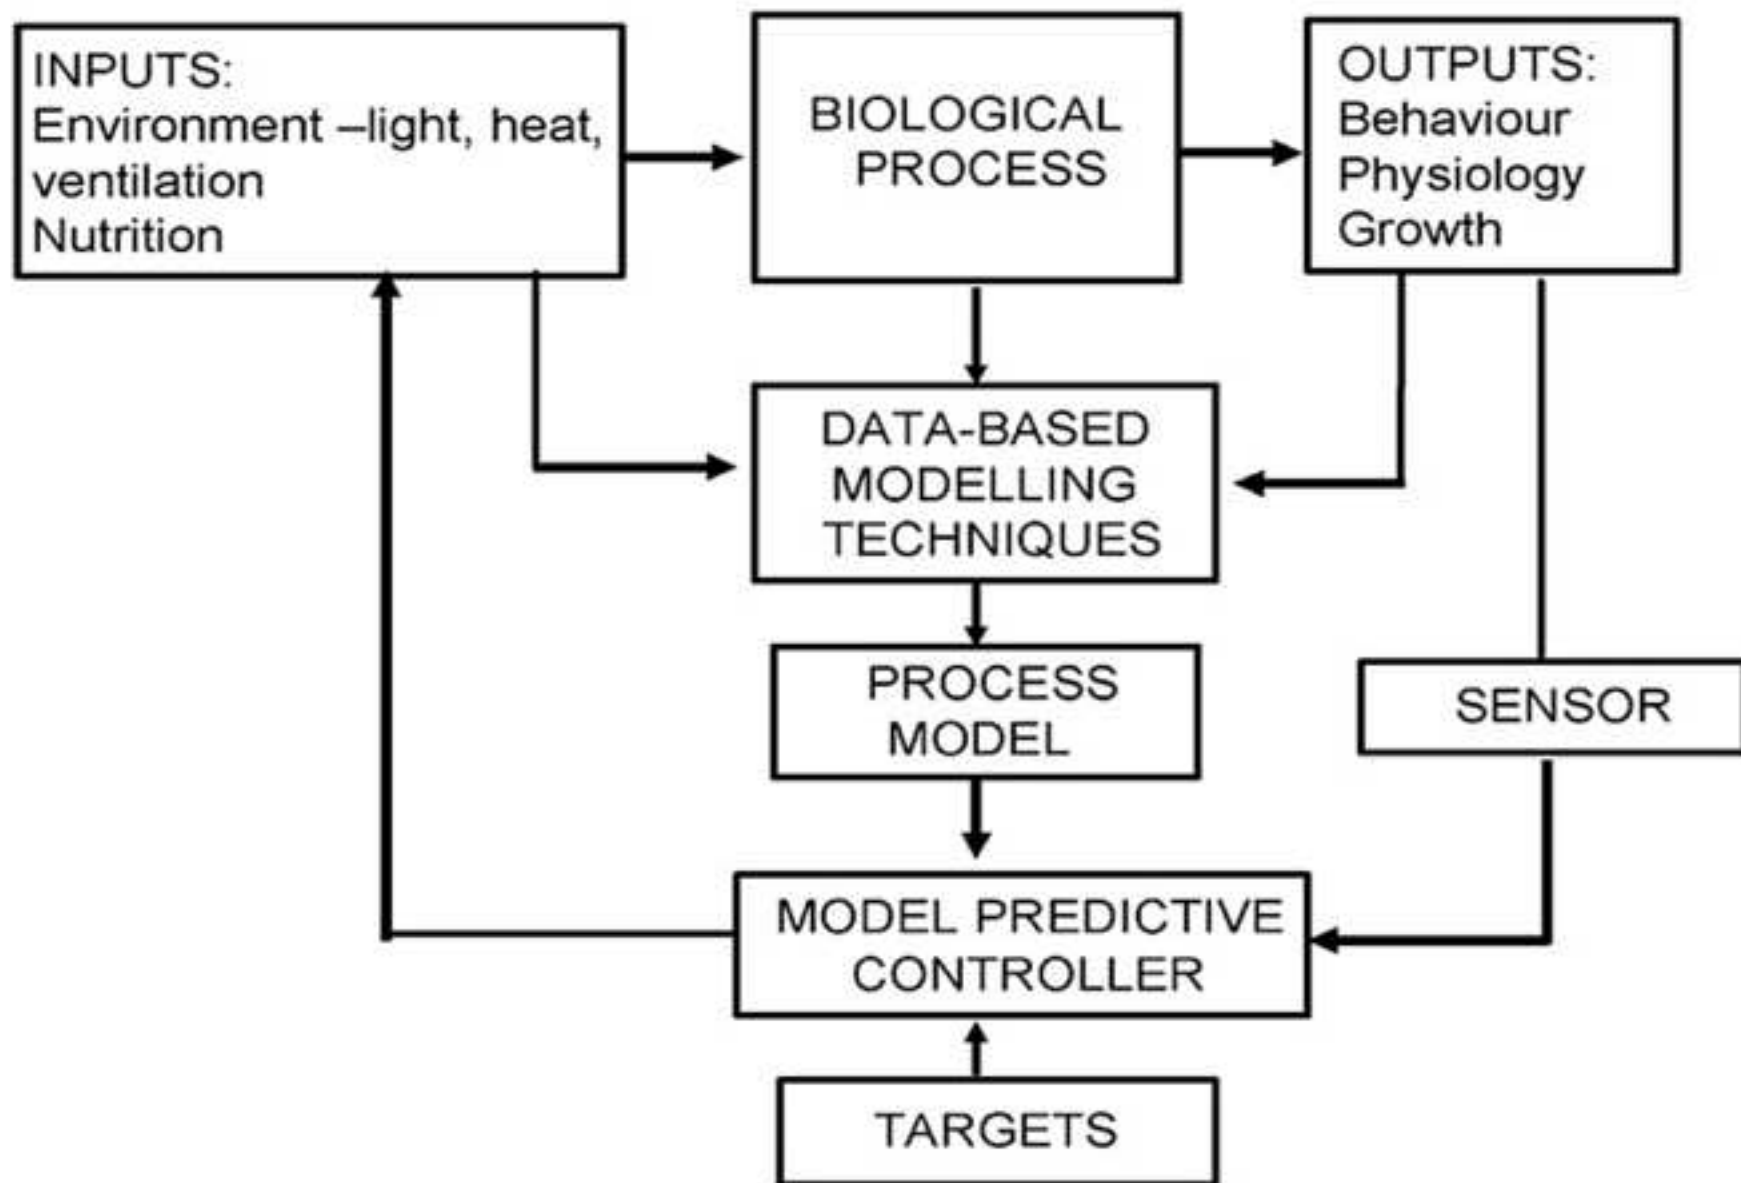 INPUTS:
Environment –light, heat,
ventilation
Nutrition
BIOLOGICAL
PROCESS
OUTPUTS:
Behaviour
Physiology
Growth
DATA-BASED
MODELLING
TECHNIQUES
PROCESS
MODEL
SENSOR
MODEL PREDICTIVE
CONTROLLER
TARGETS